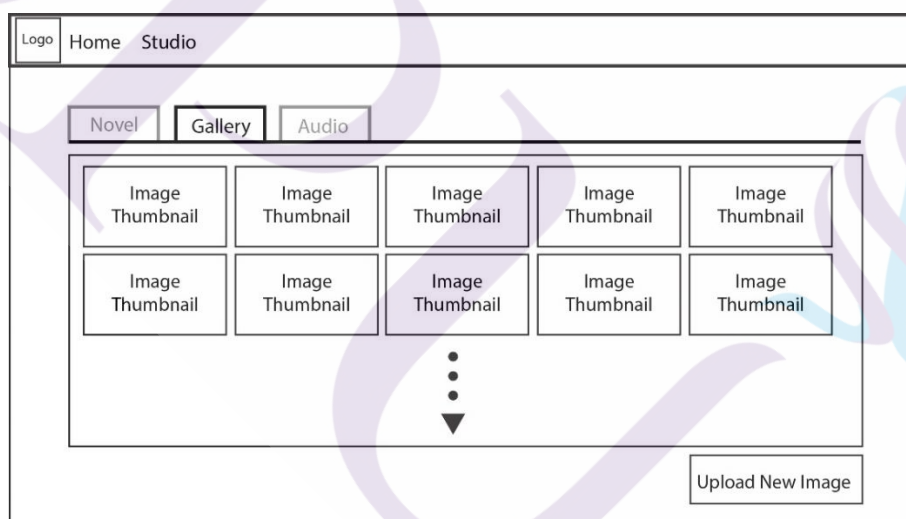 Logo Home Studio
Novel Gallery Audio
Image Image Image Image Image
Thumbnail Thumbnail Thumbnail Thumbnail Thumbnail
Image Image Image Image Image
Thumbnail Thumbnail Thumbnail Thumbnail Thumbnail
Upload New Image